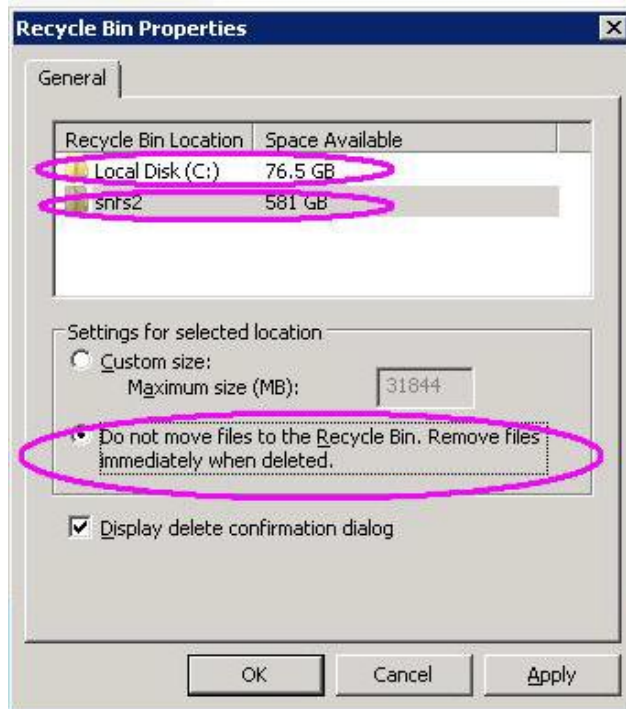 Recycle Bin Properties
General
Recycle Bin Location Space Available
Local Disk (C:) 76.5 GB
snfs2 581 GB
Settings for selected location
Custom size:
Maximum size (MB): 31844
Do not move files to the Recycle Bin. Remove files
immediately when deleted.
Display delete confirmation dialog
OK Cancel Apply